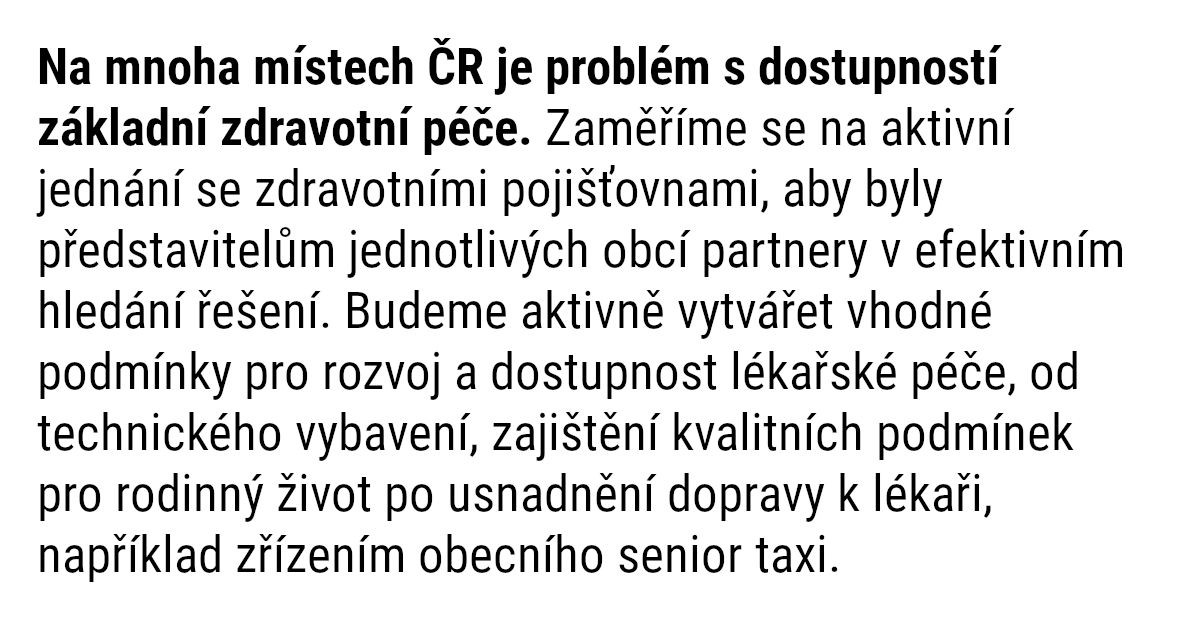 Na mnoha místech ČR je problém s dostupností
základní zdravotní péče. Zaměříme se na aktivní
jednání se zdravotními pojišťovnami, aby byly
představitelům jednotlivých obcí partnery v efektivním
hledání řešení. Budeme aktivně vytvářet vhodné
podmínky pro rozvoj a dostupnost lékařské péče, od
technického vybavení, zajištění kvalitních podmínek
pro rodinný život po usnadnění dopravy k lékaři,
například zřízením obecního senior taxi.